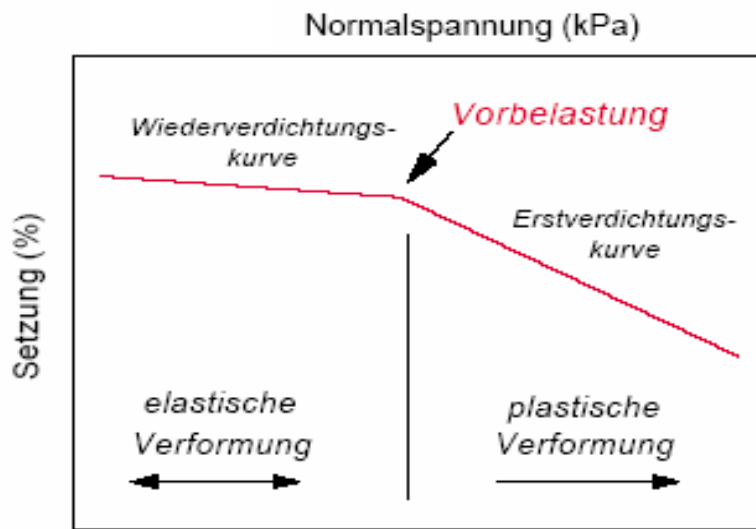 Normalspannung (kPa)
Vorbelastung
Wiederverdichtungs-
kurve
Erstverdichtungs-
kurve
Setzung (%)
elastische
Verformung
plastische
Verformung